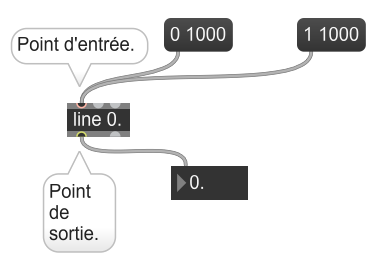 Point d'entrée.
0 1000
1 1000
line 0.
0.
Point
de
sortie.